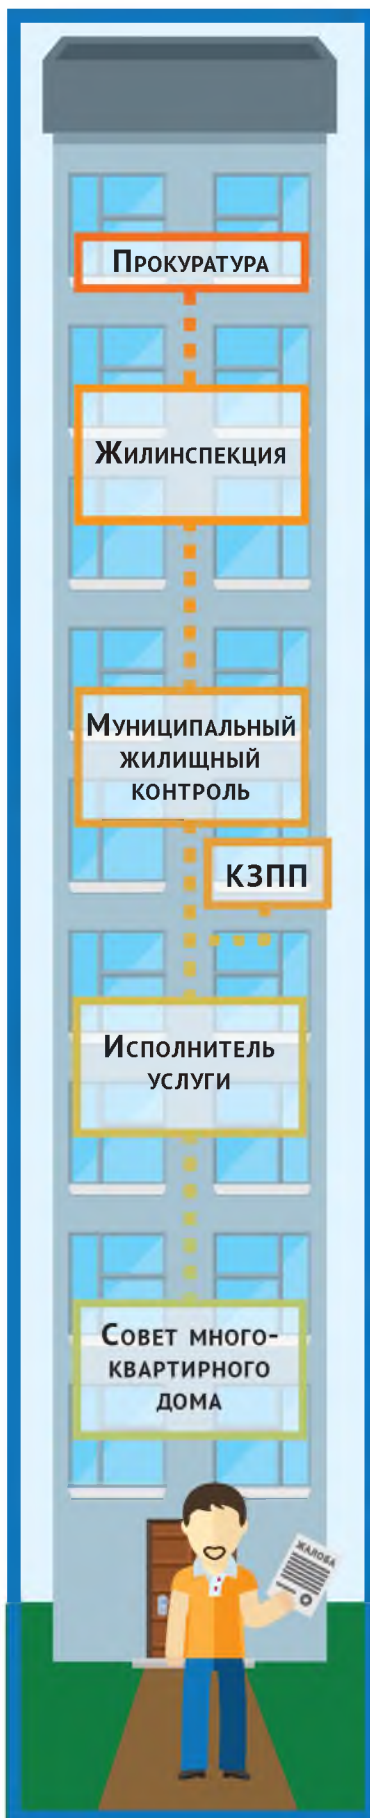 Прокуратура
Жилинспекция
Муниципальный
жилищный
контроль
КЗПП
Исполнитель
услуги
Совет много-
квартирного
дома
ЖАЛОБА